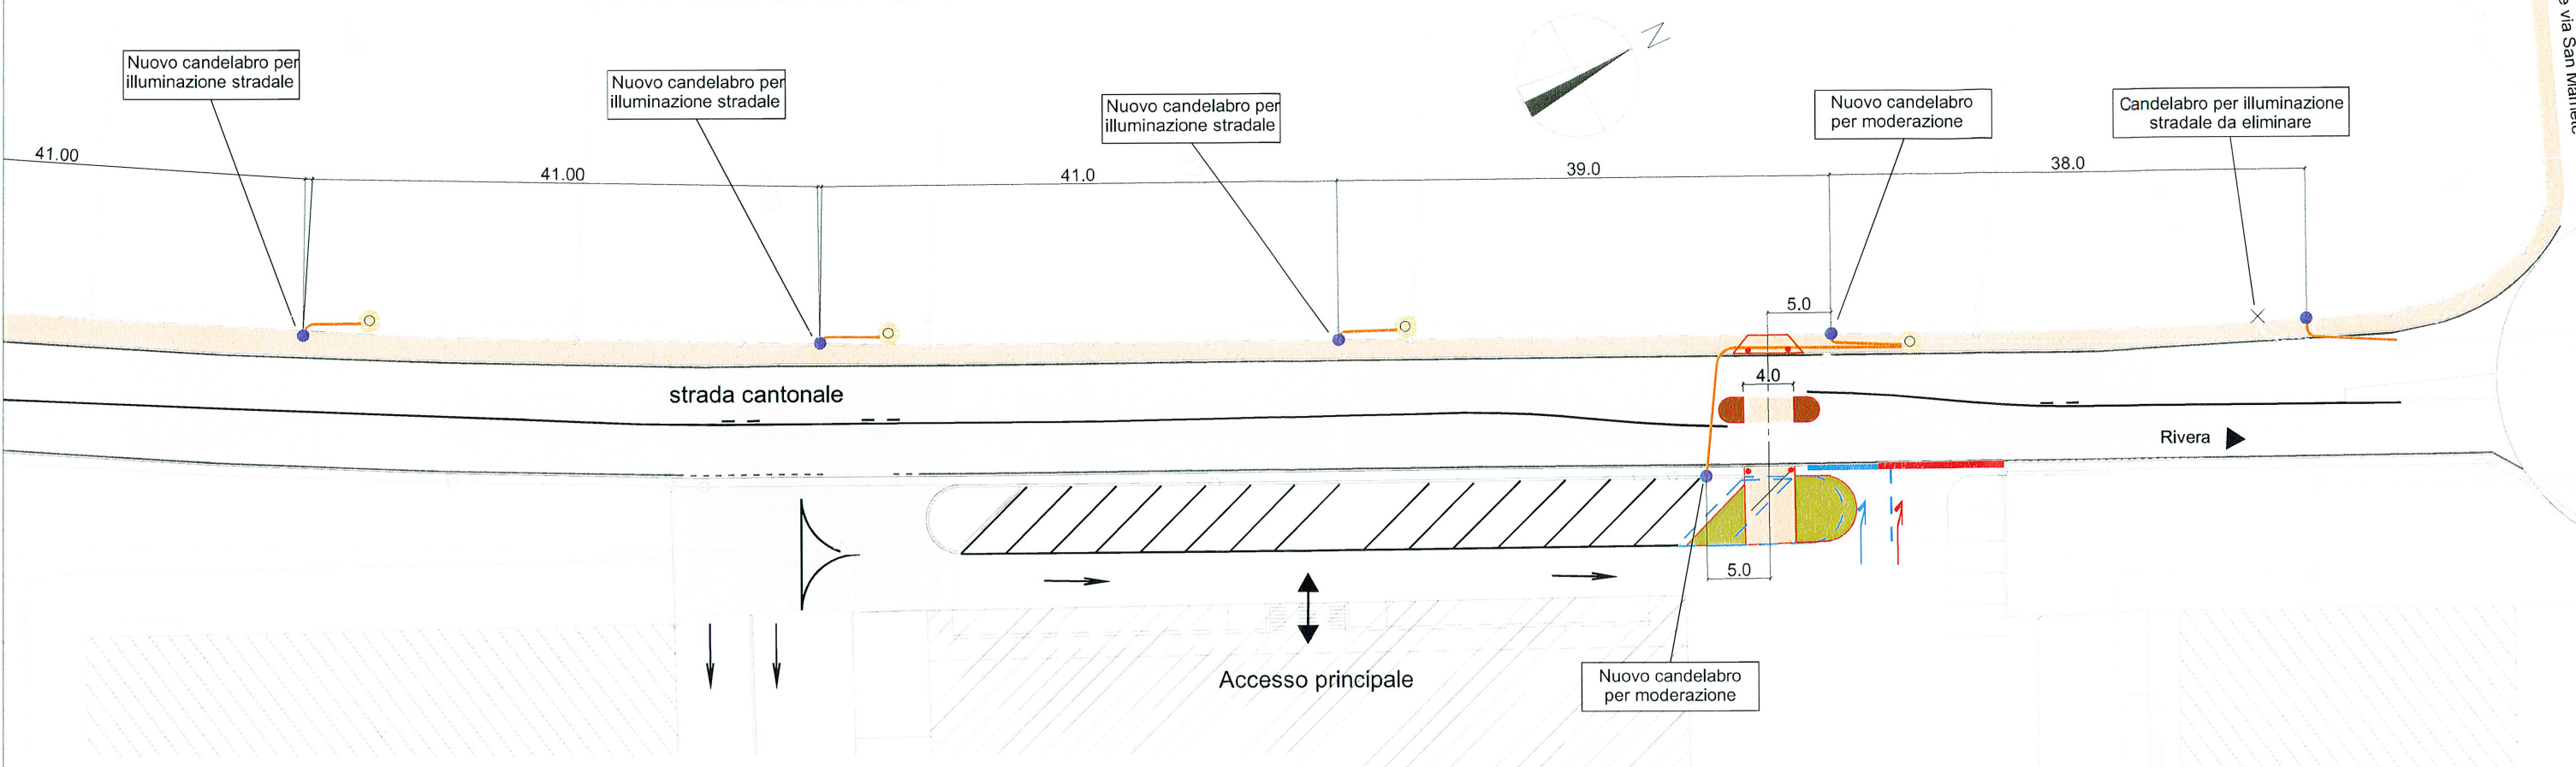 e via San Mamete
N
Nuovo candelabro per
illuminazione stradale
Nuovo candelabro per
illuminazione stradale
Nuovo candelabro per
illuminazione stradale
Nuovo candelabro
per moderazione
Candelabro per illuminazione
stradale da eliminare
41.00
41.00
41.0
39.0
38.0
5.0
4.0
strada cantonale
Rivera
5.0
Accesso principale
Nuovo candelabro
per moderazione